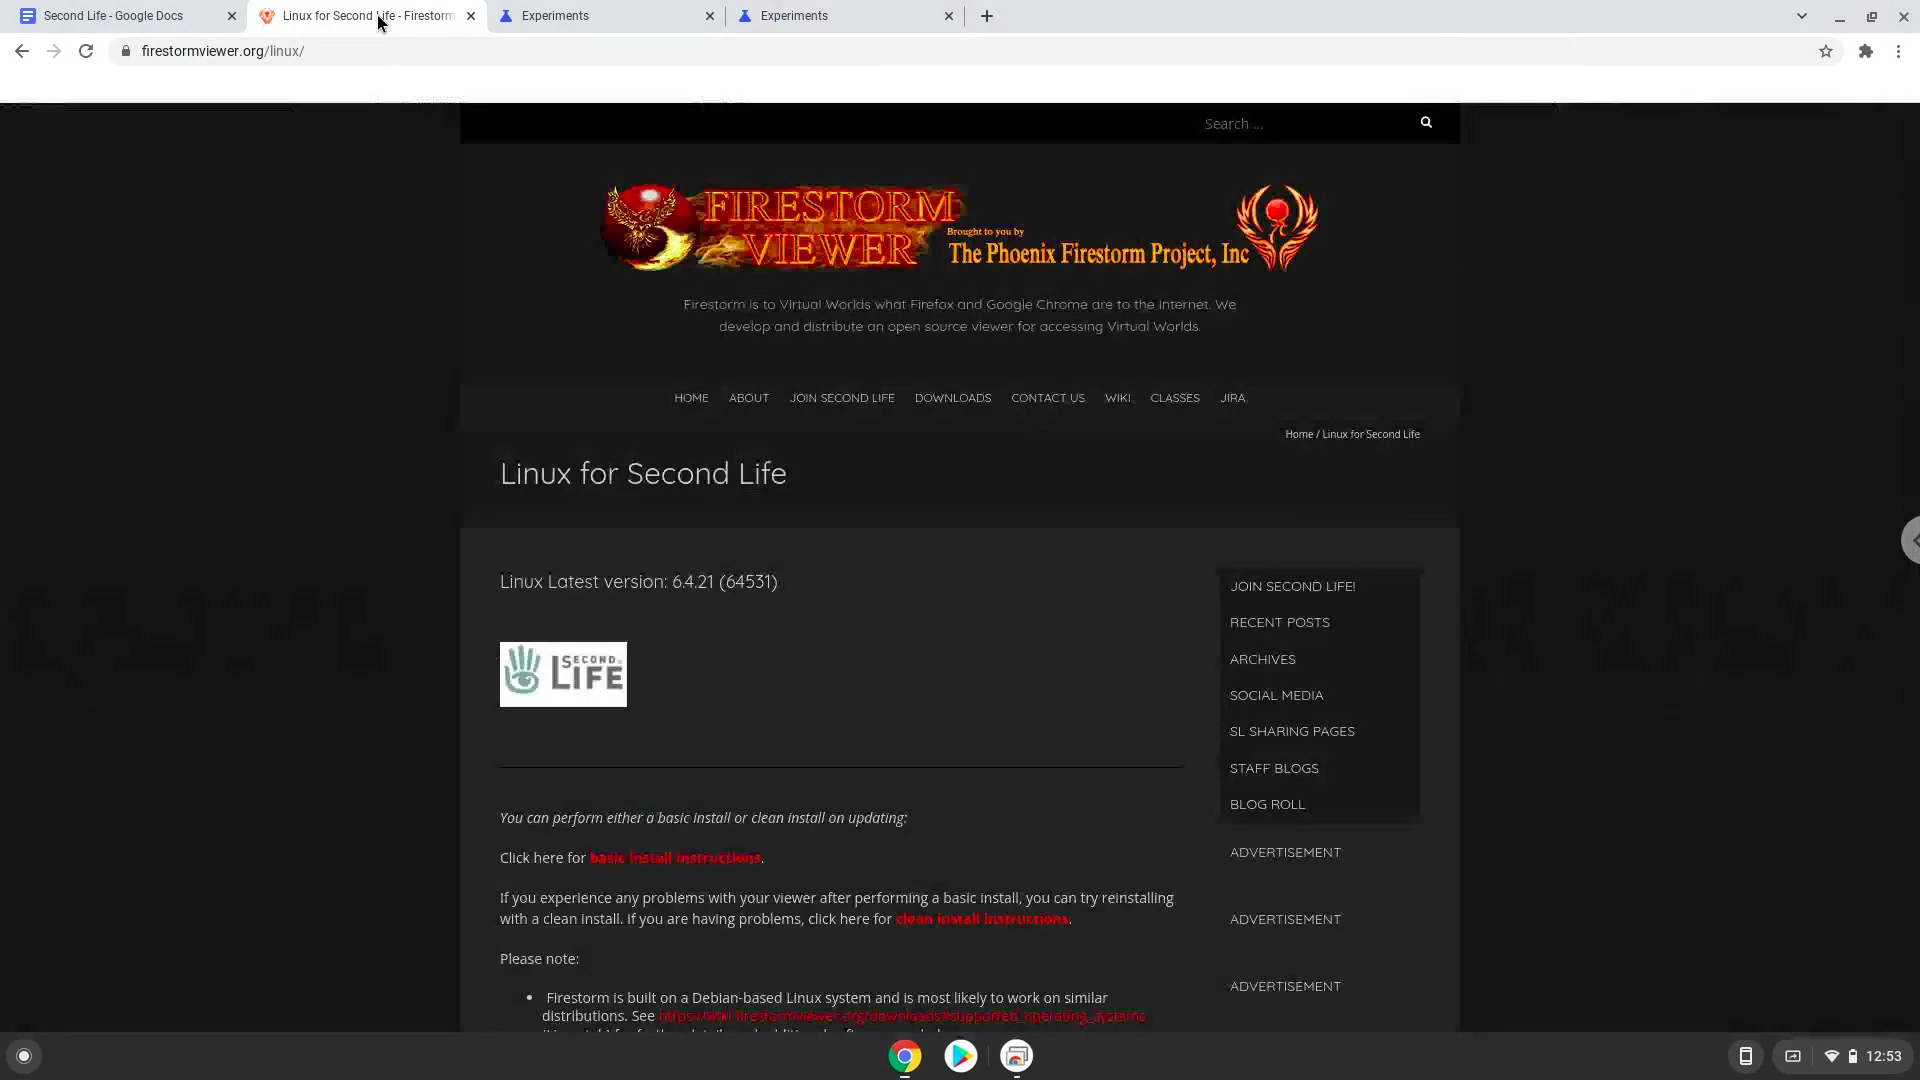 Second Life - Google Docs
Linux for Second Life - Firestorm
Experiments
Experiments
firestormviewer.org/linux/
Search ...
FIRESTORM
VIEWER
Brought to you by
The Phoenix Firestorm Project, Inc
Firestorm is to Virtual Worlds what Firefox and Google Chrome are to the internet. We
develop and distribute an open source viewer for accessing Virtual Worlds.
HOME ABOUT JOIN SECOND LIFE DOWNLOADS CONTACT US WIKI CLASSES JIRA
Home / Linux for Second Life
Linux for Second Life
Linux Latest version: 6.4.21 (64531)
SECOND
LIFE
You can perform either a basic install or clean install on updating:
Click here for basic install instructions.
If you experience any problems with your viewer after performing a basic install, you can try reinstalling
with a clean install. If you are having problems, click here for clean install instructions.
Please note:
• Firestorm is built on a Debian-based Linux system and is most likely to work on similar
distributions. See https://wiki.firestormviewer.org/downloads#supported_operating_systems
JOIN SECOND LIFE!
RECENT POSTS
ARCHIVES
SOCIAL MEDIA
SL SHARING PAGES
STAFF BLOGS
BLOG ROLL
ADVERTISEMENT
ADVERTISEMENT
ADVERTISEMENT
12:53